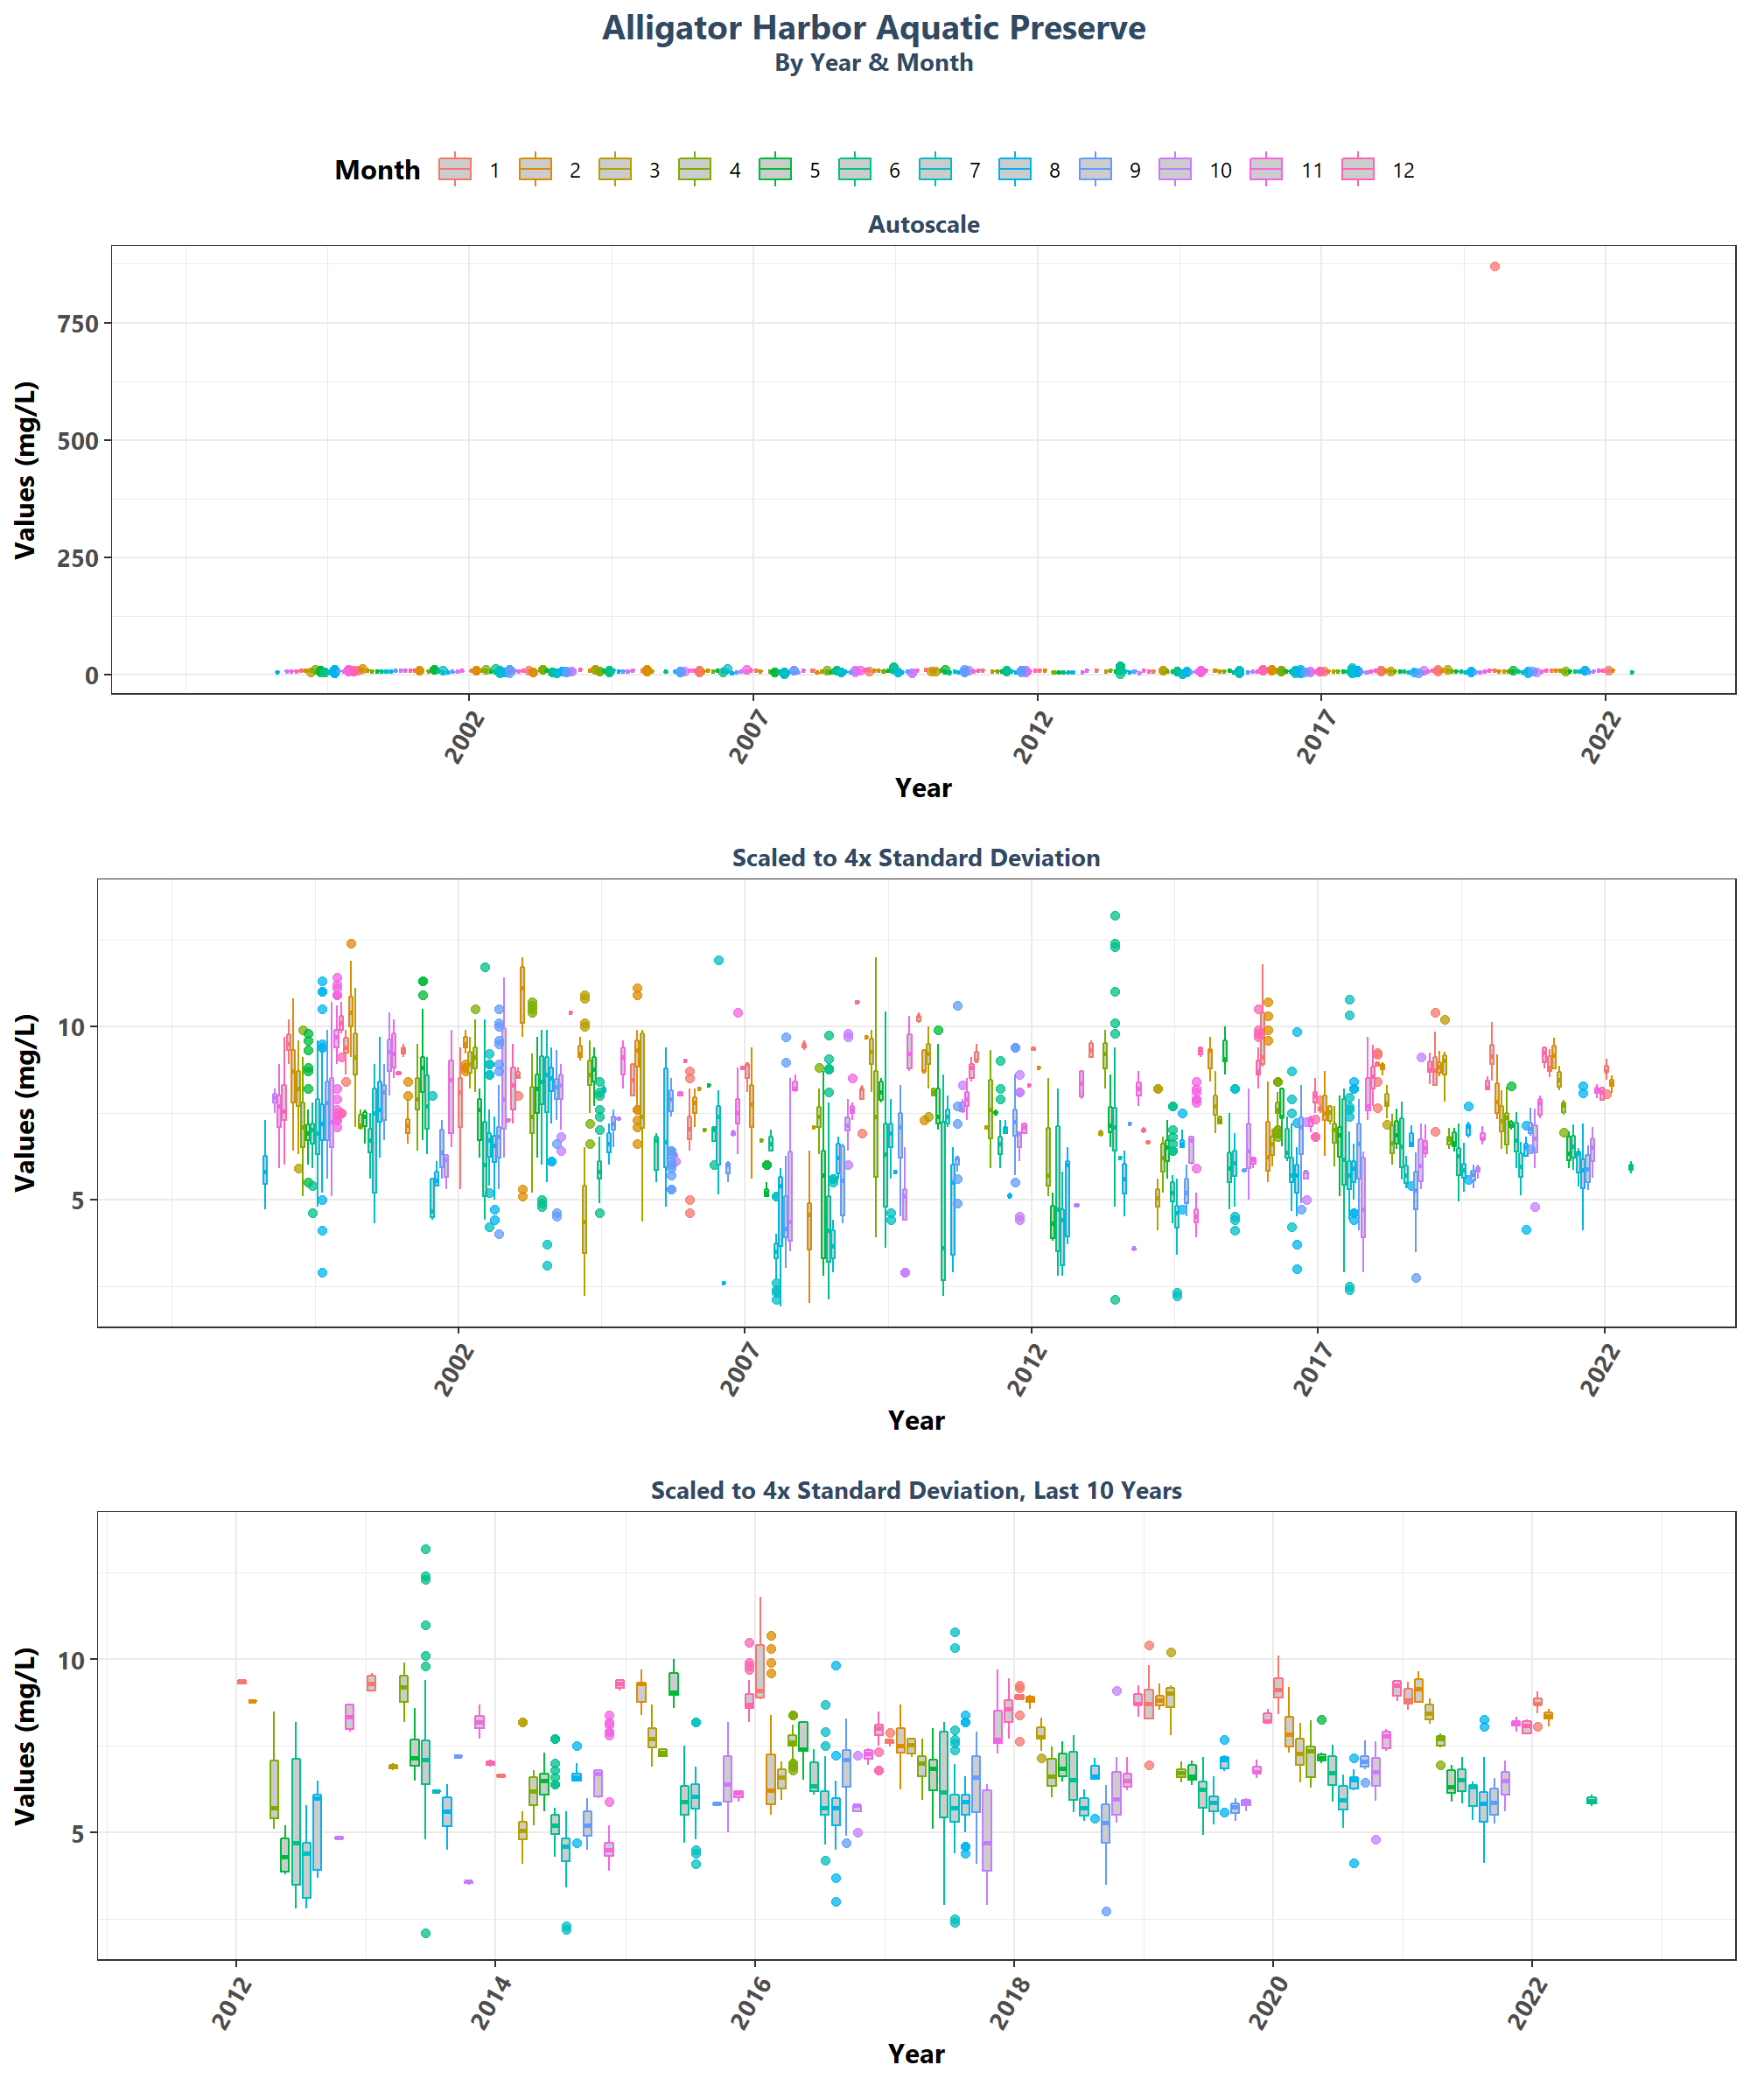 Alligator Harbor Aquatic Preserve
By Year & Month
Month 1 2 3 4 5 6 7 8 9 10 11 12
Autoscale
Values (mg/L)
750
500
250
0
2002 2007 2012 2017 2022
Year
Scaled to 4x Standard Deviation
Values (mg/L)
10
5
2002 2007 2012 2017 2022
Year
Scaled to 4x Standard Deviation, Last 10 Years
Values (mg/L)
10
5
2012 2014 2016 2018 2020 2022
Year